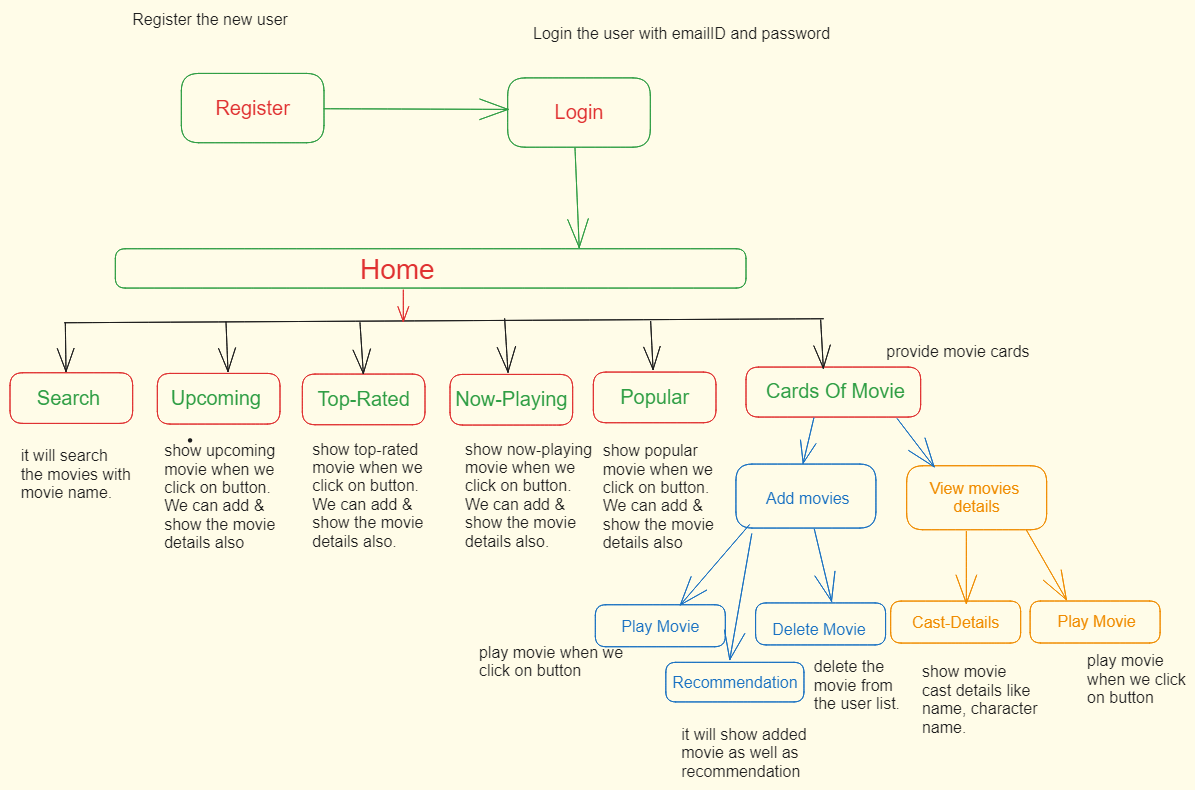 Register the new user
Login the user with emailID and password
Register
Login
Home
provide movie cards
Search
Upcoming
Top-Rated
Now-Playing
Popular
Cards Of Movie
it will search
the movies with
movie name.
show upcoming
movie when we
click on button.
We can add &
show the movie
details also
show top-rated
movie when we
click on button.
We can add &
show the movie
details also.
show now-playing
movie when we
click on button.
We can add &
show the movie
details also.
show popular
movie when we
click on button.
We can add &
show the movie
details also
Add movies
View movies
details
Play Movie
Delete Movie
Cast-Details
Play Movie
play movie when we
click on button
Recommendation
delete the
movie from
the user list.
show movie
cast details like
name, character
name.
play movie
when we click
on button
it will show added
movie as well as
recommendation